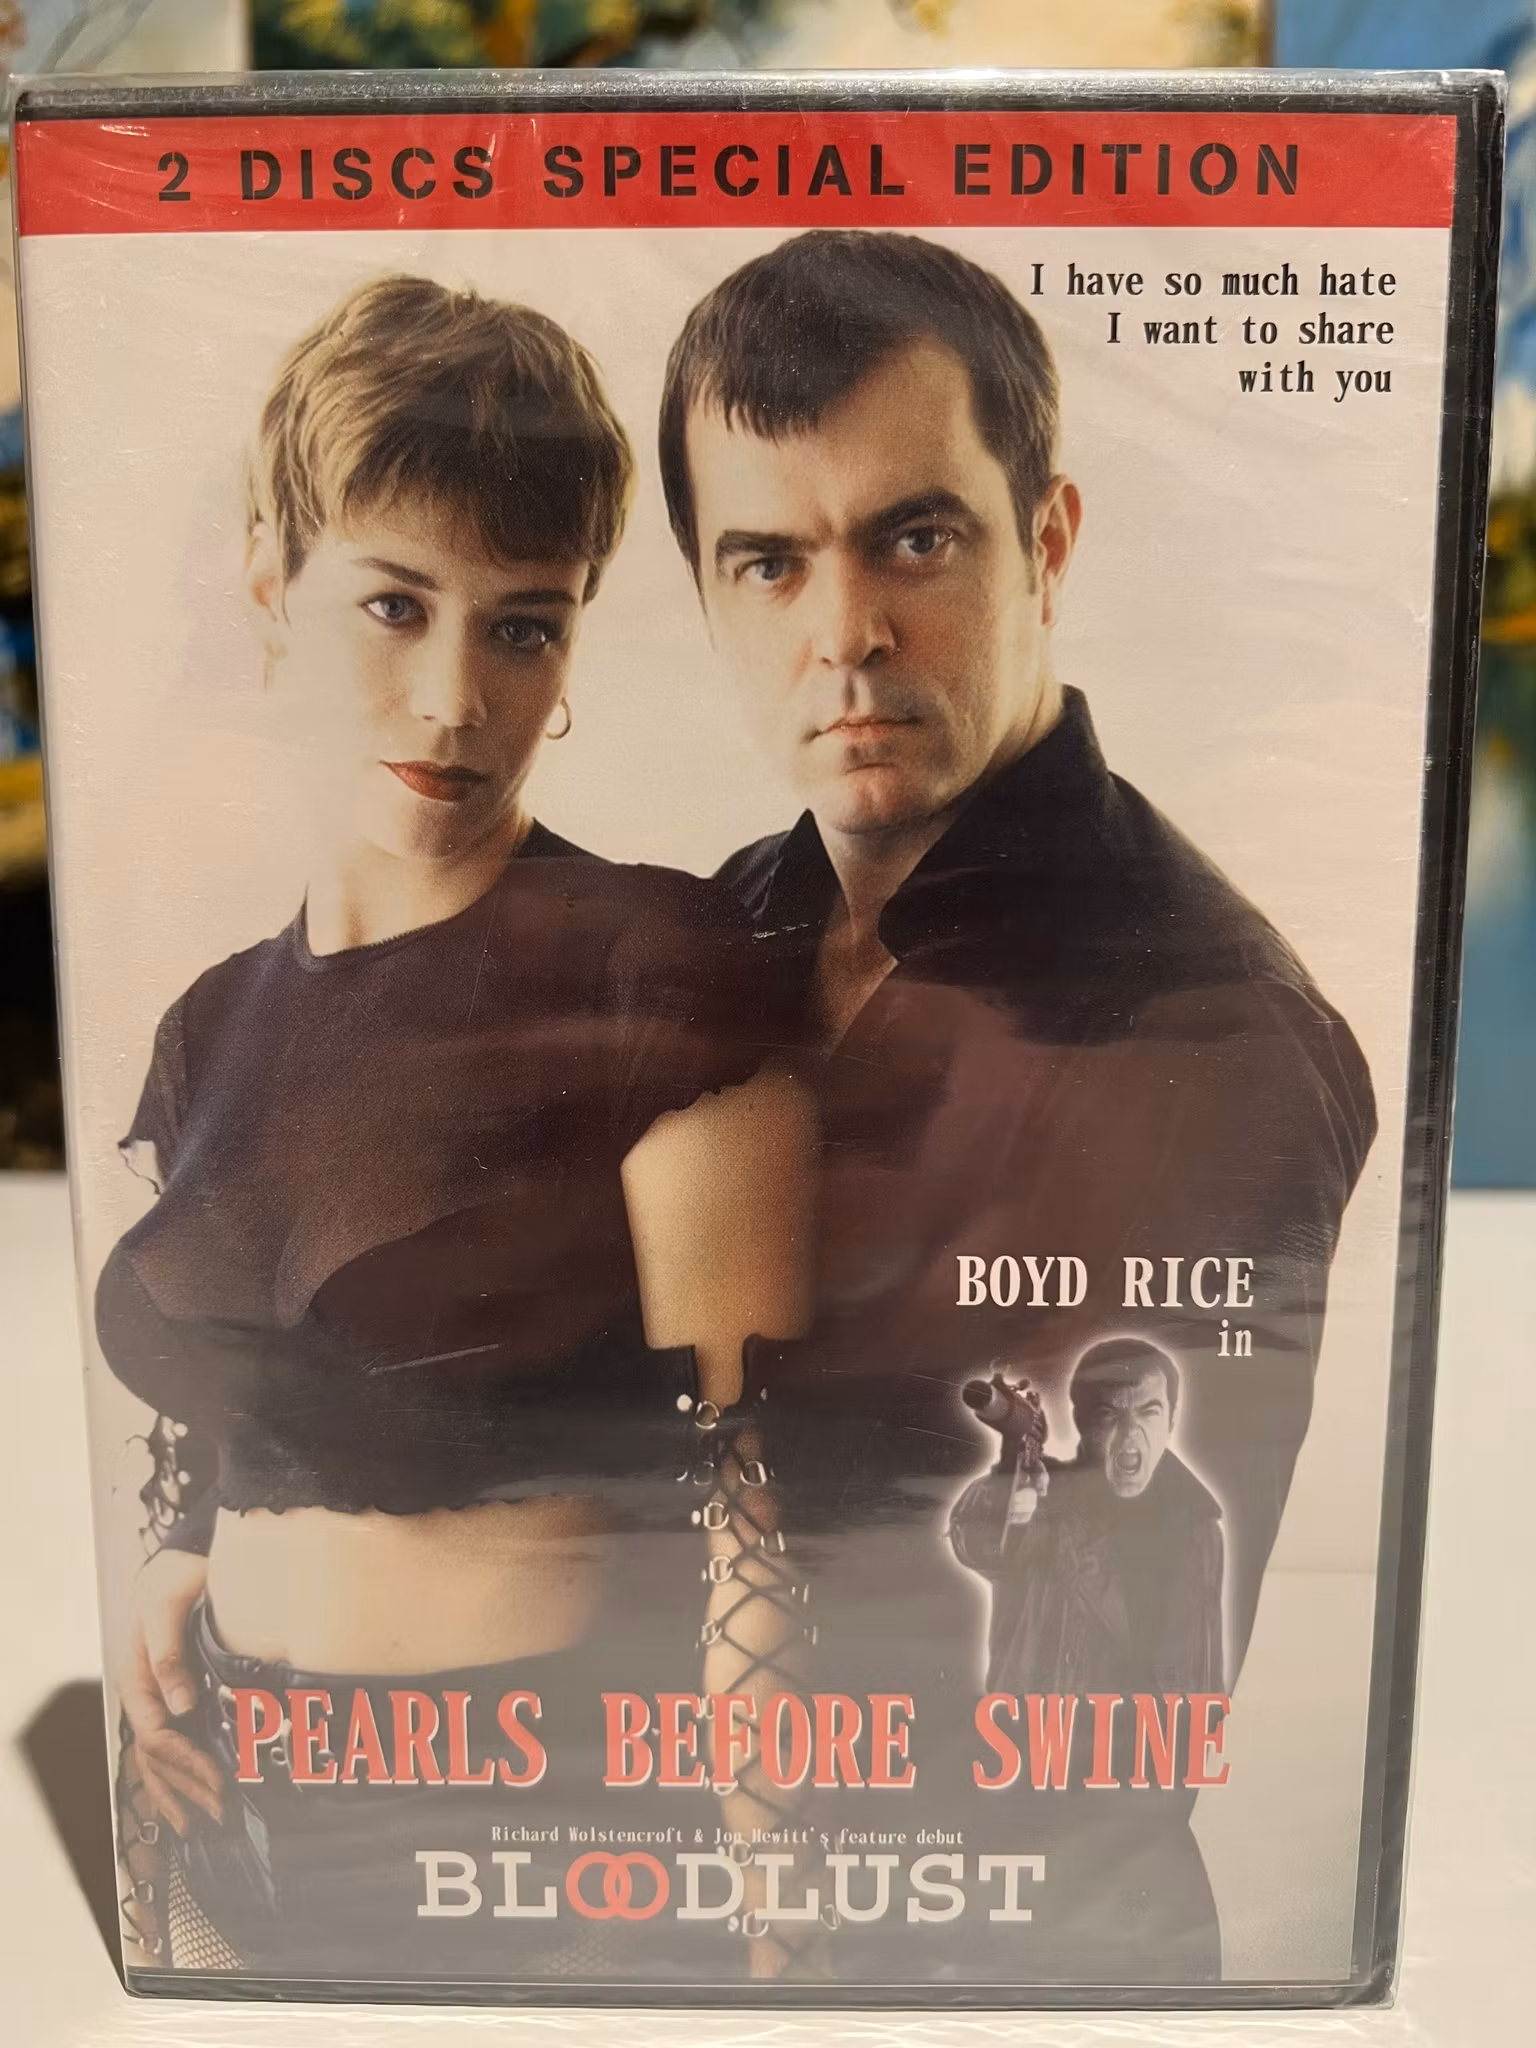 2 DISCS SPECIAL EDITION
I have so much hate
I want to share
with you
BOYD RICE
in
PEARLS BEFORE SWINE
Richard Wolstencroft & Jon Hewitt's feature debut
BLOODLUST